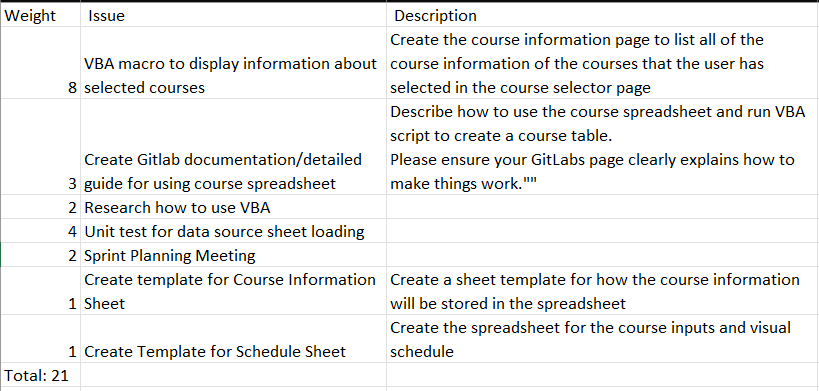 Weight Issue Description
VBA macro to display information about
8 selected courses
Create the course information page to list all of the
course information of the courses that the user has
selected in the course selector page
Create Gitlab documentation/detailed
3 guide for using course spreadsheet
Describe how to use the course spreadsheet and run VBA
script to create a course table.
Please ensure your GitLabs page clearly explains how to
make things work.""
2 Research how to use VBA
4 Unit test for data source sheet loading
2 Sprint Planning Meeting
Create template for Course Information
1 Sheet
Create a sheet template for how the course information
will be stored in the spreadsheet
1 Create Template for Schedule Sheet
Create the spreadsheet for the course inputs and visual
schedule
Total: 21